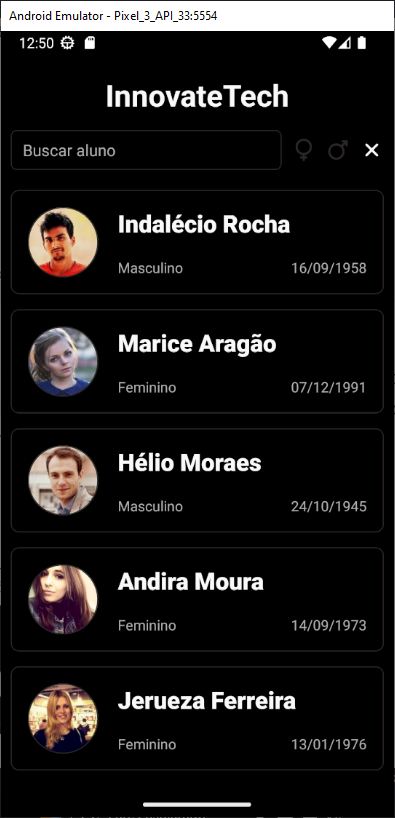 Android Emulator - Pixel_3_API_33:5554
12:50
InnovateTech
Buscar aluno
Indalécio Rocha
Masculino 16/09/1958
Marice Aragão
Feminino 07/12/1991
Hélio Moraes
Masculino 24/10/1945
Andira Moura
Feminino 14/09/1973
Jerueza Ferreira
Feminino 13/01/1976